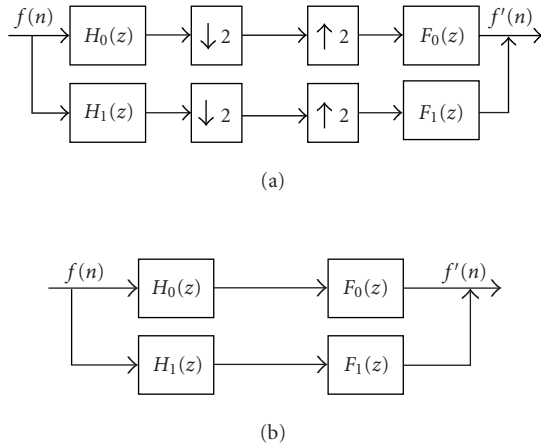 f(n) H₀(z) ↓ 2 ↑ 2 F₀(z) f′(n)
H₁(z) ↓ 2 ↑ 2 F₁(z)
(a)
f(n) H₀(z) F₀(z) f′(n)
H₁(z) F₁(z)
(b)